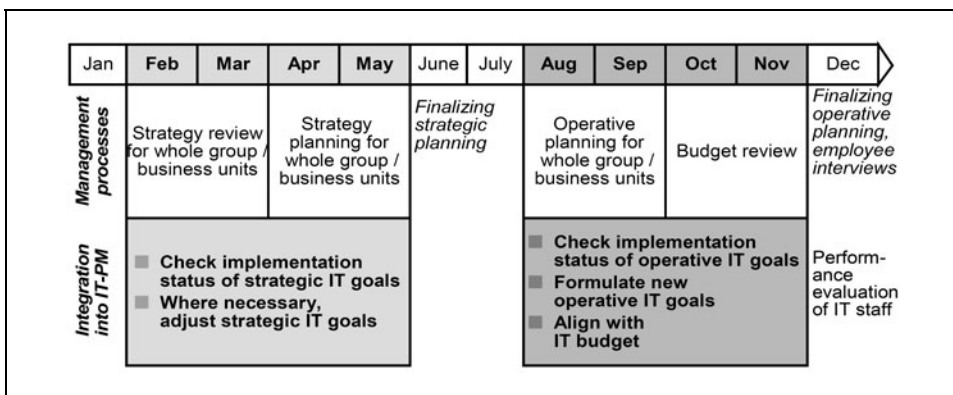 Jan Feb Mar Apr May June July Aug Sep Oct Nov Dec
Management
processes
Strategy review
for whole group /
business units
Strategy
planning for
whole group /
business units
Finalizing
strategic
planning
Operative
planning for
whole group /
business units
Budget review
Finalizing
operative
planning,
employee
interviews
Integration
into IT-PM
Check implementation
status of strategic IT goals
Where necessary,
adjust strategic IT goals
Check implementation
status of operative IT goals
Formulate new
operative IT goals
Align with
IT budget
Perform-
ance
evaluation
of IT staff